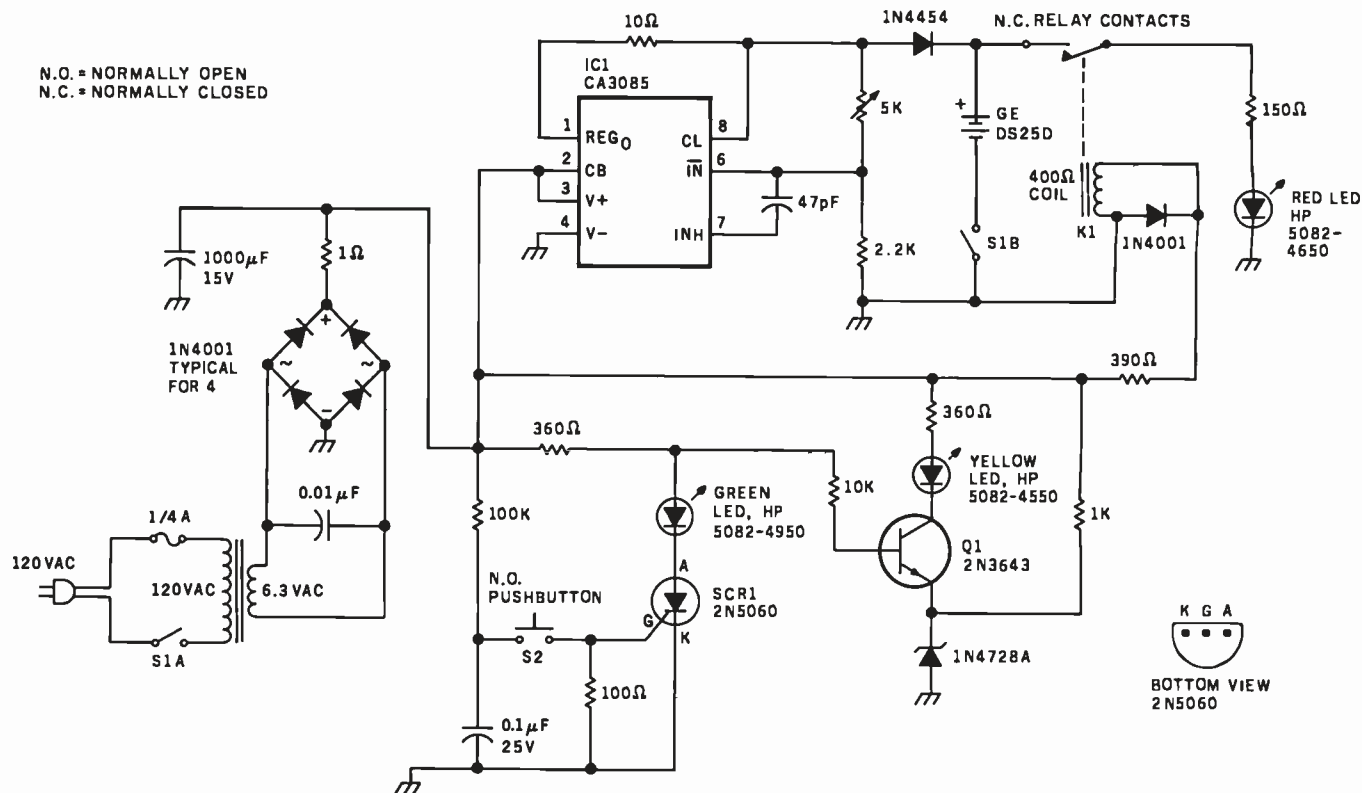 N.O. = NORMALLY OPEN
N.C. = NORMALLY CLOSED
10Ω
IC1
CA3085
1
REGO
2
CB
3
V+
4
V-
8
CL
6
IN
7
INH
47pF
5K
2.2K
1N4454
N.C. RELAY CONTACTS
+
GE
DS25D
S1B
400Ω
COIL
K1
1N4001
150Ω
RED LED
HP
5082-
4650
1000μF
15V
1Ω
1N4001
TYPICAL
FOR 4
+
~
~
-
0.01μF
1/4 A
120VAC
120VAC
6.3 VAC
S1A
360Ω
100K
N.O.
PUSHBUTTON
S2
0.1μF
25V
100Ω
GREEN
LED, HP
5082-4950
A
G
K
SCR1
2N5060
10K
360Ω
YELLOW
LED, HP
5082-4550
Q1
2N3643
1N4728A
390Ω
1K
K G A
BOTTOM VIEW
2N5060